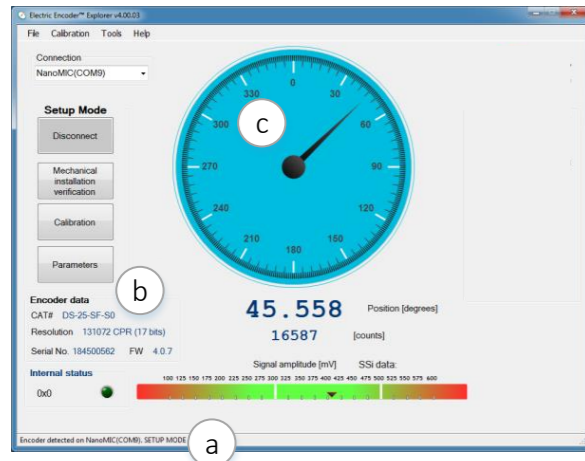 Electric Encoder™ Explorer v4.00.03
File Calibration Tools Help
Connection
NanoMIC(COM9)
Setup Mode
Disconnect
Mechanical
installation
verification
Calibration
Parameters
Encoder data
CAT# DS-25-SF-S0
Resolution 131072 CPR (17 bits)
Serial No. 184500562 FW 4.0.7
Internal status
0x0
0
30
60
90
120
150
180
210
240
270
300
330
45.558 Position [degrees]
16587 [counts]
Signal amplitude [mV] SSi data:
100 125 150 175 200 225 250 275 300 325 350 375 400 425 450 475 500 525 550 575 600
Encoder detected on NanoMIC(COM9). SETUP MODE
a
b
c